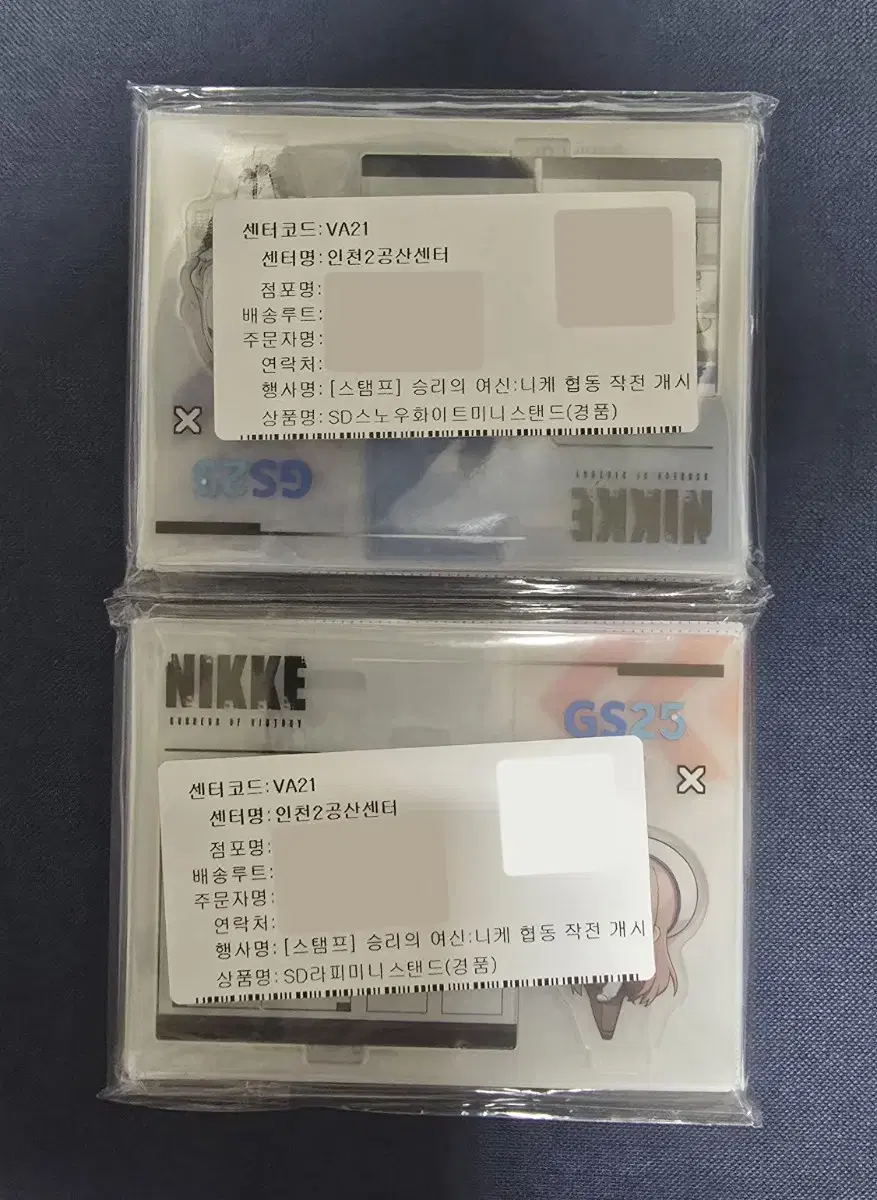 센터코드:VA21
센터명:인천2공산센터
점포명:
배송루트:
주문자명:
연락처:
행사명:[스탬프] 승리의 여신:니케 협동 작전 개시
상품명:SD스노우화이트미니스탠드(경품)
GS25
GODDESS OF VICTORY
NIKKE
NIKKE
GODDESS OF VICTORY
GS25
센터코드:VA21
센터명:인천2공산센터
점포명:
배송루트:
주문자명:
연락처:
행사명:[스탬프] 승리의 여신:니케 협동 작전 개시
상품명:SD라피미니스탠드(경품)